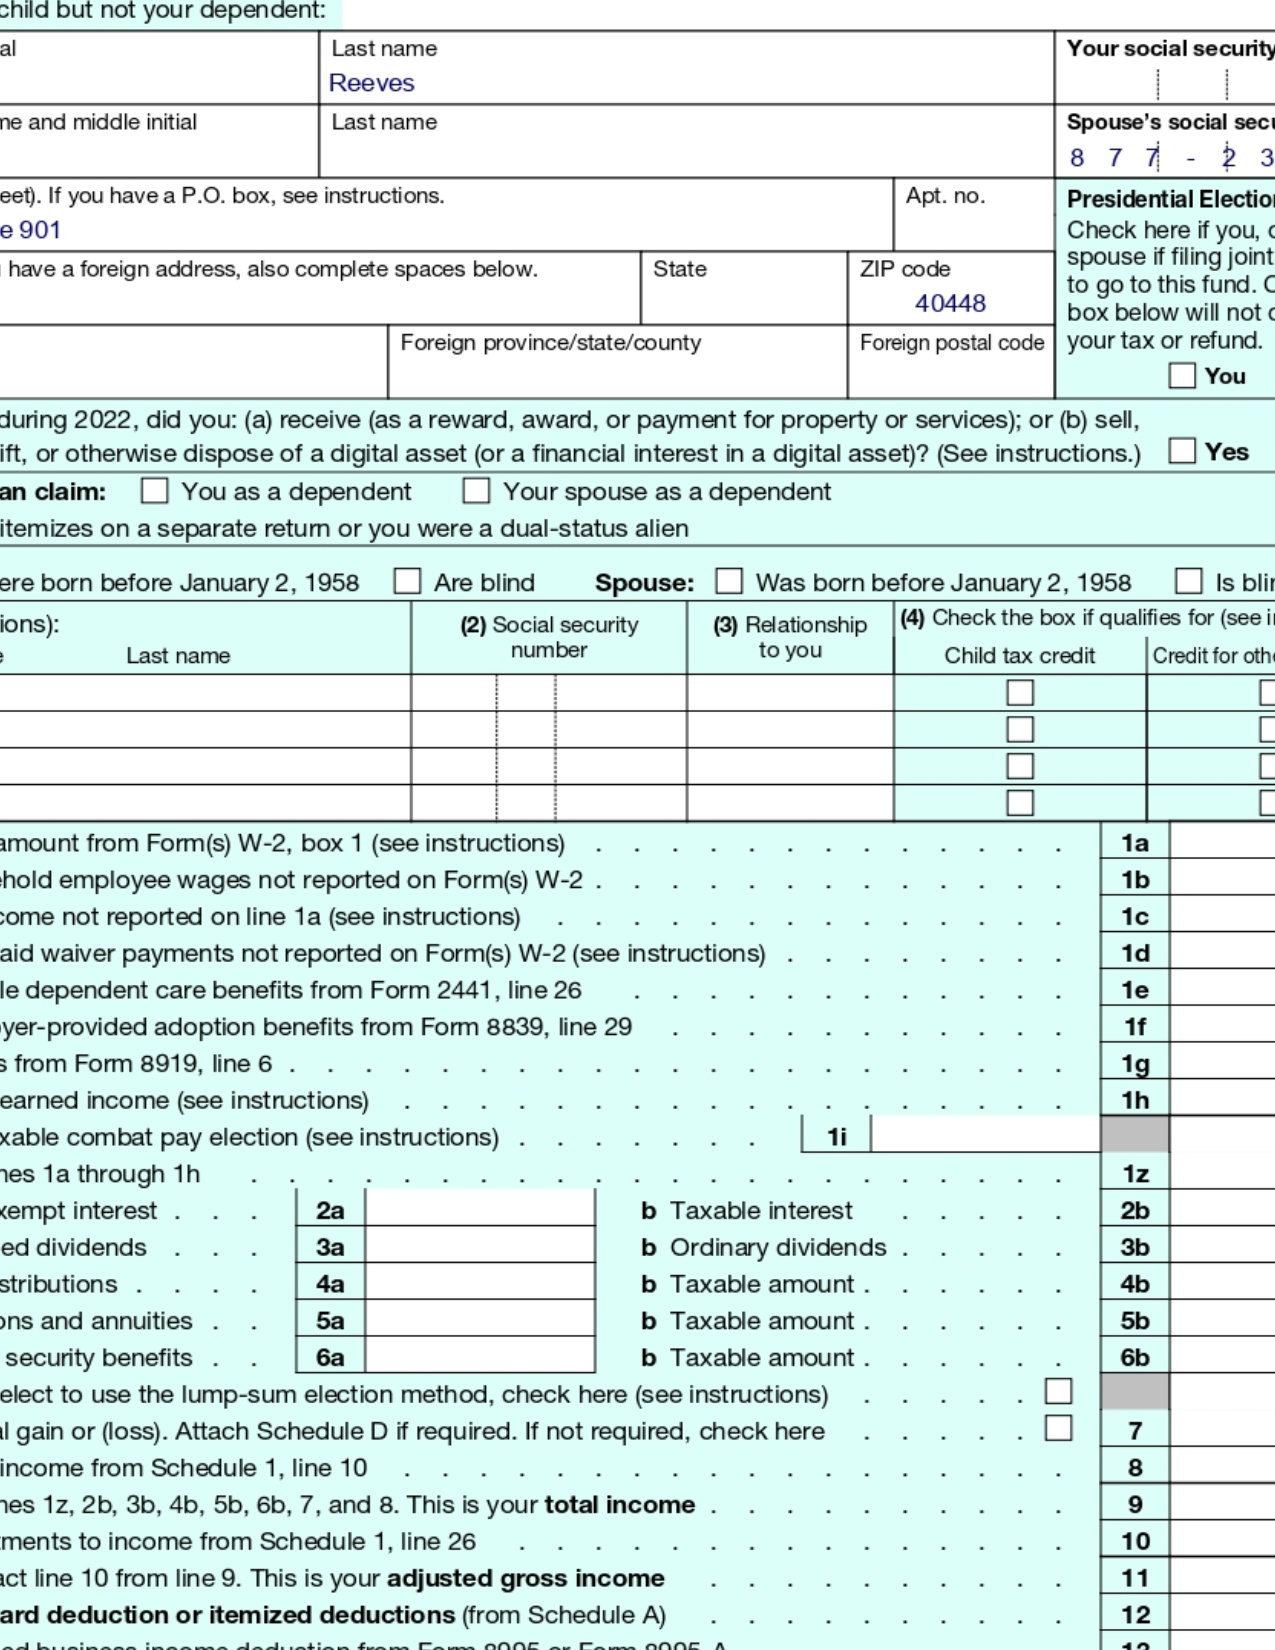 child but not your dependent:
al Last name Your social security
Reeves
me and middle initial Last name Spouse's social secu
8 7 7 - 2 3
eet). If you have a P.O. box, see instructions. Apt. no. Presidential Election
e 901 Check here if you, o
have a foreign address, also complete spaces below. State ZIP code spouse if filing joint
40448 to go to this fund. C
box below will not c
Foreign province/state/county Foreign postal code your tax or refund.
You
during 2022, did you: (a) receive (as a reward, award, or payment for property or services); or (b) sell,
ift, or otherwise dispose of a digital asset (or a financial interest in a digital asset)? (See instructions.) Yes
an claim: You as a dependent Your spouse as a dependent
itemizes on a separate return or you were a dual-status alien
ere born before January 2, 1958 Are blind Spouse: Was born before January 2, 1958 Is blin
ions): (2) Social security number (3) Relationship to you (4) Check the box if qualifies for (see in
e Last name Child tax credit Credit for othe
amount from Form(s) W-2, box 1 (see instructions) . . . . . . . . . . . . . 1a
ehold employee wages not reported on Form(s) W-2 . . . . . . . . . . . . . 1b
come not reported on line 1a (see instructions) . . . . . . . . . . . . . . 1c
aid waiver payments not reported on Form(s) W-2 (see instructions) . . . . . . . . 1d
le dependent care benefits from Form 2441, line 26 . . . . . . . . . . . . 1e
yer-provided adoption benefits from Form 8839, line 29 . . . . . . . . . . . 1f
s from Form 8919, line 6 . . . . . . . . . . . . . . . . . . . . . 1g
earned income (see instructions) . . . . . . . . . . . . . . . . . . 1h
xable combat pay election (see instructions) . . . . . . . 1i
nes 1a through 1h . . . . . . . . . . . . . . . . . . . . . . 1z
xempt interest . . . 2a b Taxable interest . . . . . 2b
ed dividends . . . 3a b Ordinary dividends . . . . . 3b
stributions . . . . 4a b Taxable amount . . . . . . 4b
ons and annuities . . 5a b Taxable amount . . . . . . 5b
security benefits . . 6a b Taxable amount . . . . . . 6b
elect to use the lump-sum election method, check here (see instructions) . . . . .
al gain or (loss). Attach Schedule D if required. If not required, check here . . . . . 7
income from Schedule 1, line 10 . . . . . . . . . . . . . . . . . . 8
nes 1z, 2b, 3b, 4b, 5b, 6b, 7, and 8. This is your total income . . . . . . . . . . 9
tments to income from Schedule 1, line 26 . . . . . . . . . . . . . . . 10
act line 10 from line 9. This is your adjusted gross income . . . . . . . . . . 11
ard deduction or itemized deductions (from Schedule A) . . . . . . . . . . 12
ed business income deduction from Form 8995 or Form 8995-A 13